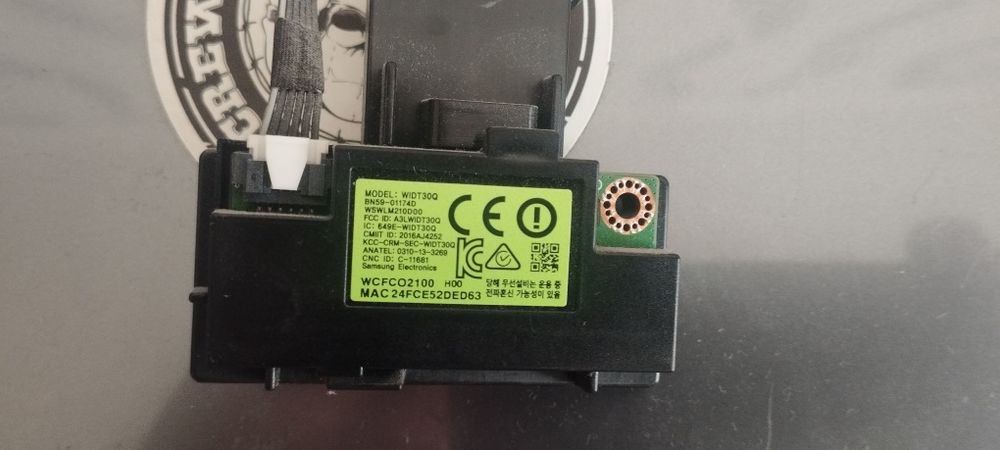 CREW
MODEL: WIDT30Q
BN59-01174D
WSWLM210D00
FCC ID: A3LWIDT30Q
IC: 649E-WIDT30Q
CMIIT ID: 2016AJ4252
KCC-CRM-SEC-WIDT30Q
ANATEL: 0310-13-3269
CNC ID: C-11681
Samsung Electronics
WCFCO2100 H00
MAC 24FCE52DED63
당해 무선설비는 운용 중
전파혼신 가능성이 있음